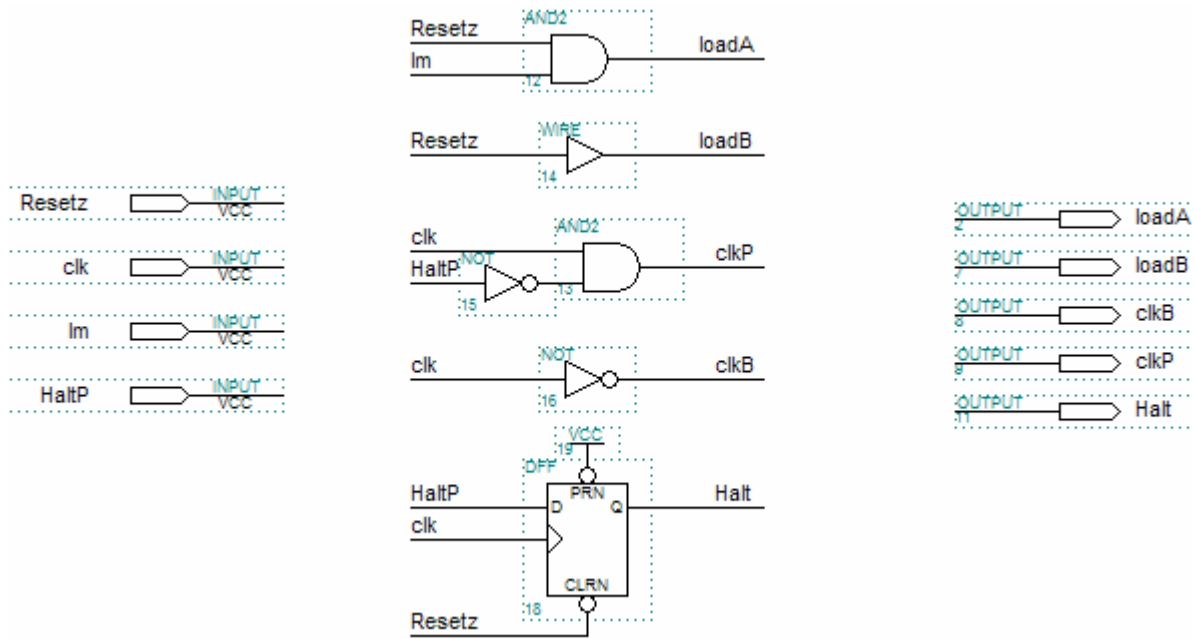 Resetz
INPUT
VCC
clk
INPUT
VCC
lm
INPUT
VCC
HaltP
INPUT
VCC
AND2
Resetz
lm
loadA
12
WIRE
Resetz
loadB
14
AND2
clk
clkP
HaltP
NOT
15
13
NOT
clk
clkB
16
VCC
19
DFF
PRN
HaltP
D
Q
Halt
clk
CLRN
18
Resetz
OUTPUT
2
loadA
OUTPUT
7
loadB
OUTPUT
8
clkB
OUTPUT
9
clkP
OUTPUT
11
Halt